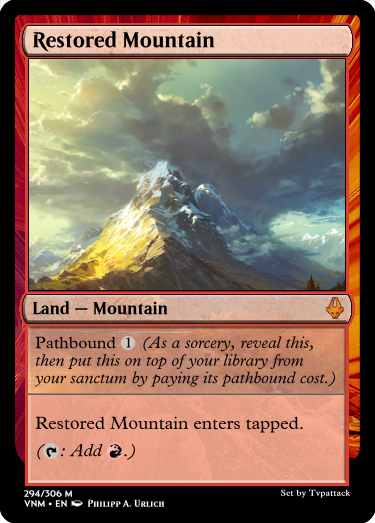 Restored Mountain
Land — Mountain
Pathbound 1 (As a sorcery, reveal this,
then put this on top of your library from
your sanctum by paying its pathbound cost.)
Restored Mountain enters tapped.
(: Add .)
294/306 M
Set by Tvpattack
VNM • EN Philipp A. Urlich